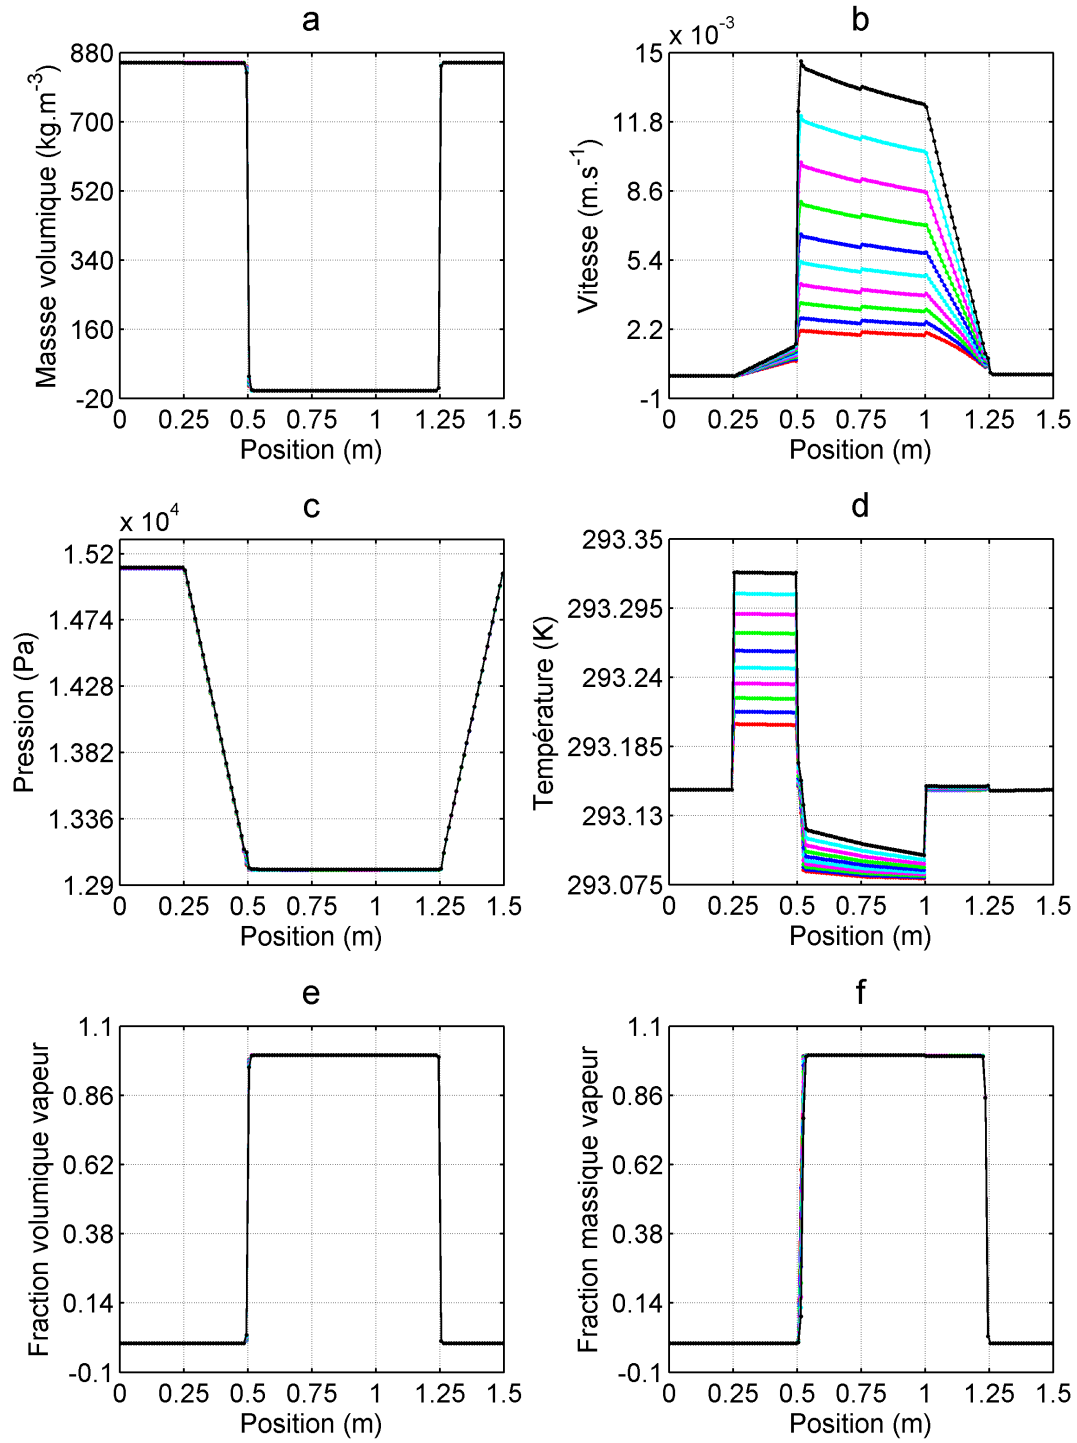 a
880
700
520
340
160
-20
Massse volumique (kg.m-3)
0 0.25 0.5 0.75 1 1.25 1.5
Position (m)
b
x 10-3
15
11.8
8.6
5.4
2.2
-1
Vitesse (m.s-1)
0 0.25 0.5 0.75 1 1.25 1.5
Position (m)
c
x 104
1.52
1.474
1.428
1.382
1.336
1.29
Pression (Pa)
0 0.25 0.5 0.75 1 1.25 1.5
Position (m)
d
293.35
293.295
293.24
293.185
293.13
293.075
Température (K)
0 0.25 0.5 0.75 1 1.25 1.5
Position (m)
e
1.1
0.86
0.62
0.38
0.14
-0.1
Fraction volumique vapeur
0 0.25 0.5 0.75 1 1.25 1.5
Position (m)
f
1.1
0.86
0.62
0.38
0.14
-0.1
Fraction massique vapeur
0 0.25 0.5 0.75 1 1.25 1.5
Position (m)